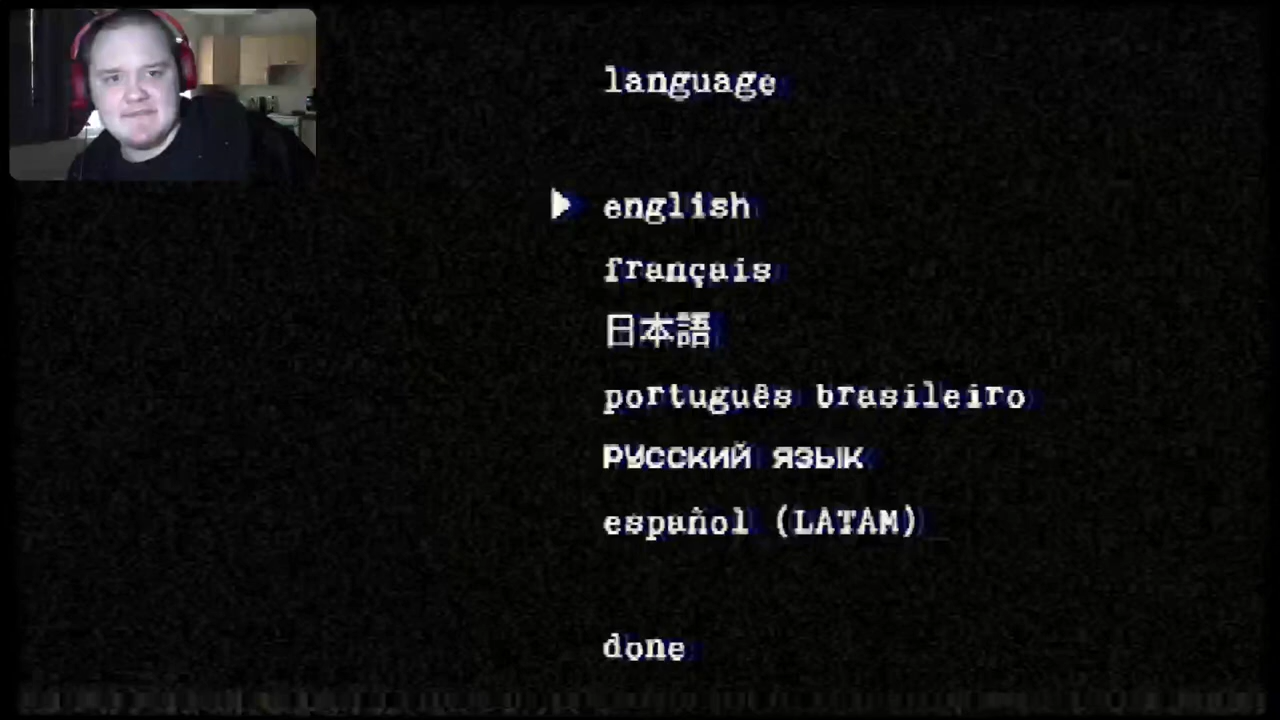 language
english
français
日本語
português brasileiro
РУсский язык
español (LATAM)
done